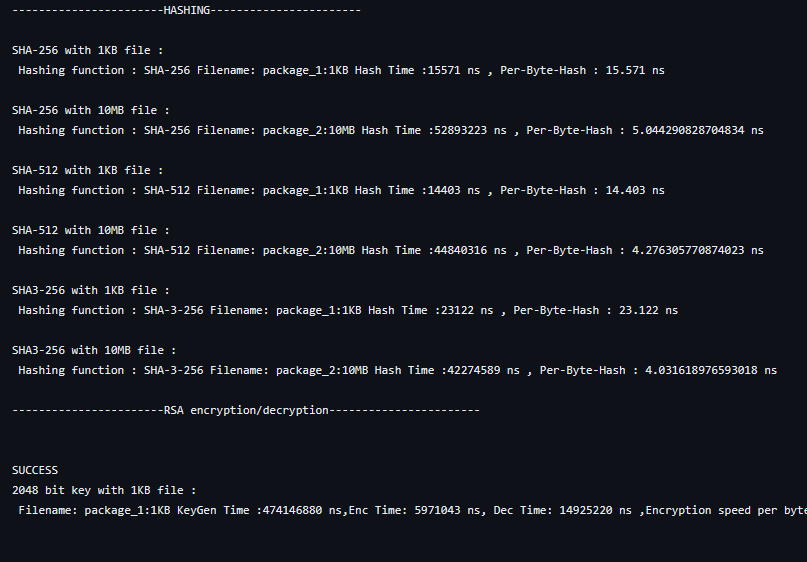 -----------------------HASHING-----------------------
SHA-256 with 1KB file :
Hashing function : SHA-256 Filename: package_1:1KB Hash Time :15571 ns , Per-Byte-Hash : 15.571 ns
SHA-256 with 10MB file :
Hashing function : SHA-256 Filename: package_2:10MB Hash Time :52893223 ns , Per-Byte-Hash : 5.044290828704834 ns
SHA-512 with 1KB file :
Hashing function : SHA-512 Filename: package_1:1KB Hash Time :14403 ns , Per-Byte-Hash : 14.403 ns
SHA-512 with 10MB file :
Hashing function : SHA-512 Filename: package_2:10MB Hash Time :44840316 ns , Per-Byte-Hash : 4.276305770874023 ns
SHA3-256 with 1KB file :
Hashing function : SHA-3-256 Filename: package_1:1KB Hash Time :23122 ns , Per-Byte-Hash : 23.122 ns
SHA3-256 with 10MB file :
Hashing function : SHA-3-256 Filename: package_2:10MB Hash Time :42274589 ns , Per-Byte-Hash : 4.031618976593018 ns
-----------------------RSA encryption/decryption-----------------------
SUCCESS
2048 bit key with 1KB file :
Filename: package_1:1KB KeyGen Time :474146880 ns,Enc Time: 5971043 ns, Dec Time: 14925220 ns ,Encryption speed per byte